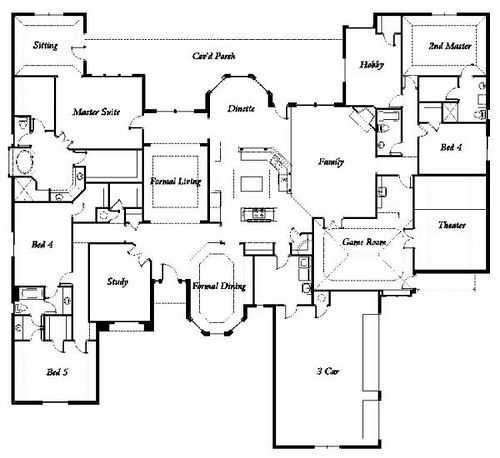 Sitting
Cov'd Porch
Hobby
2nd Master
Master Suite
Dinette
Family
Bed 4
Formal Living
Bed 4
Game Room
Theater
Study
Formal Dining
Bed 5
3 Car